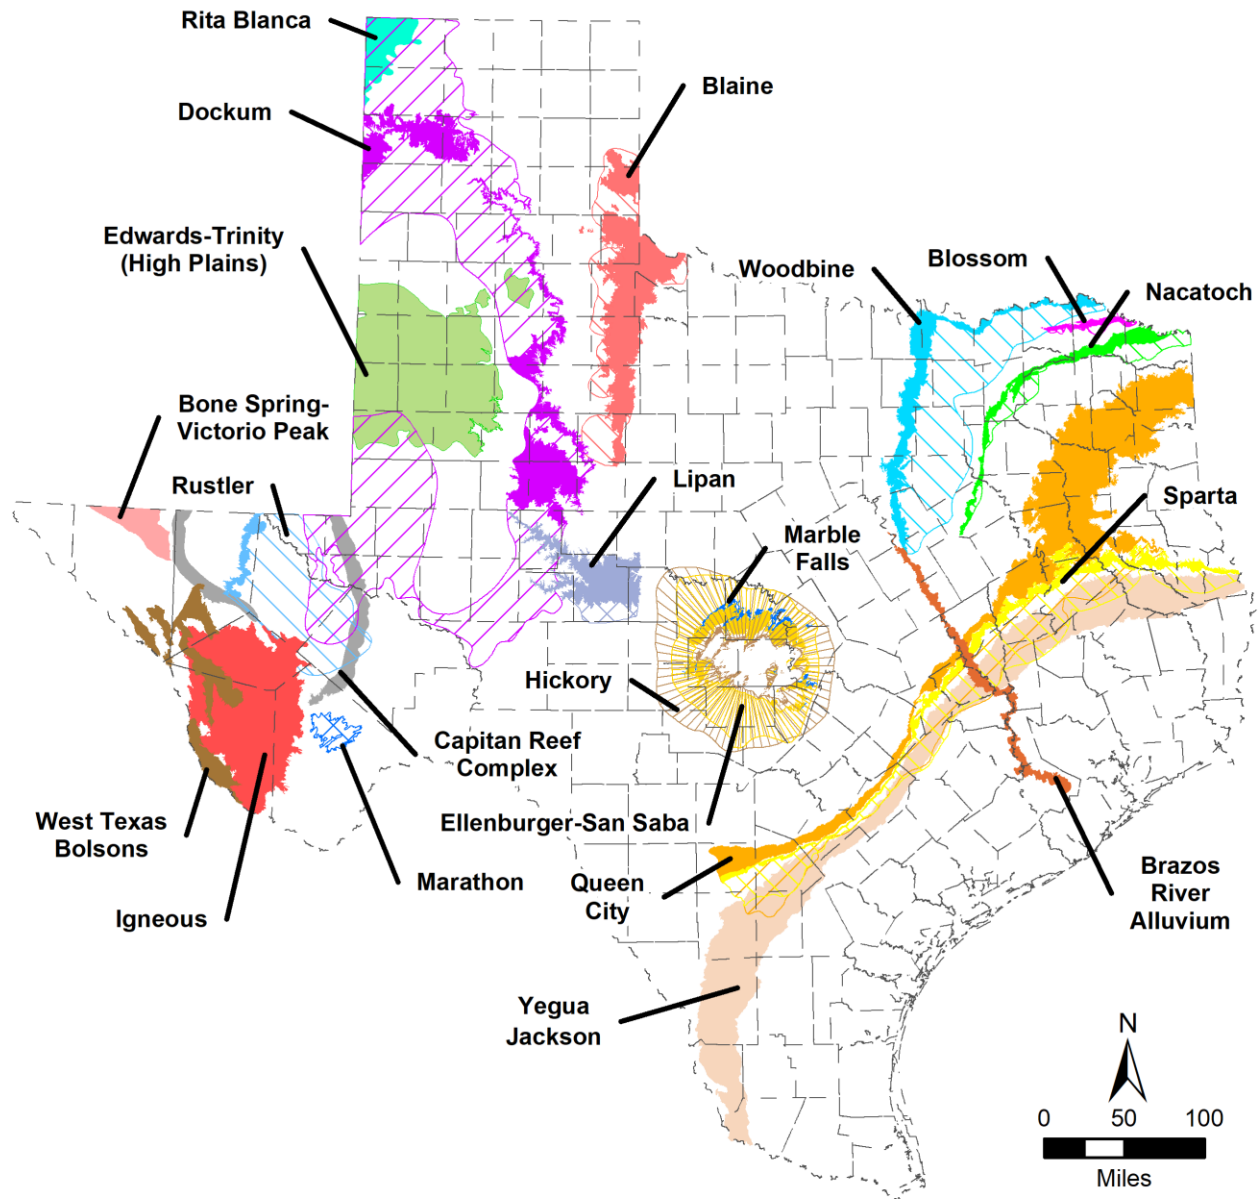 Rita Blanca
Dockum
Blaine
Edwards-Trinity
(High Plains)
Woodbine
Blossom
Nacatoch
Bone Spring-
Victorio Peak
Rustler
Lipan
Marble
Falls
Sparta
Hickory
Capitan Reef
Complex
Ellenburger-San Saba
West Texas
Bolsons
Igneous
Marathon
Queen
City
Brazos
River
Alluvium
Yegua
Jackson
N
0 50 100
Miles